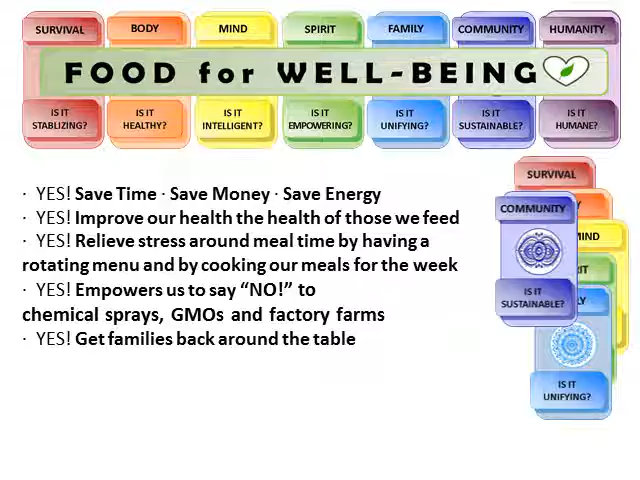 SURVIVAL BODY MIND SPIRIT FAMILY COMMUNITY HUMANITY
FOOD for WELL-BEING
IS IT STABLIZING? IS IT HEALTHY? IS IT INTELLIGENT? IS IT EMPOWERING? IS IT UNIFYING? IS IT SUSTAINABLE? IS IT HUMANE?
· YES! Save Time · Save Money · Save Energy
· YES! Improve our health the health of those we feed
· YES! Relieve stress around meal time by having a
rotating menu and by cooking our meals for the week
· YES! Empowers us to say “NO!” to
chemical sprays, GMOs and factory farms
· YES! Get families back around the table
SURVIVAL
COMMUNITY
Y
MIND
IS IT
SUSTAINABLE?
RIT
LY
IS IT
UNIFYING?